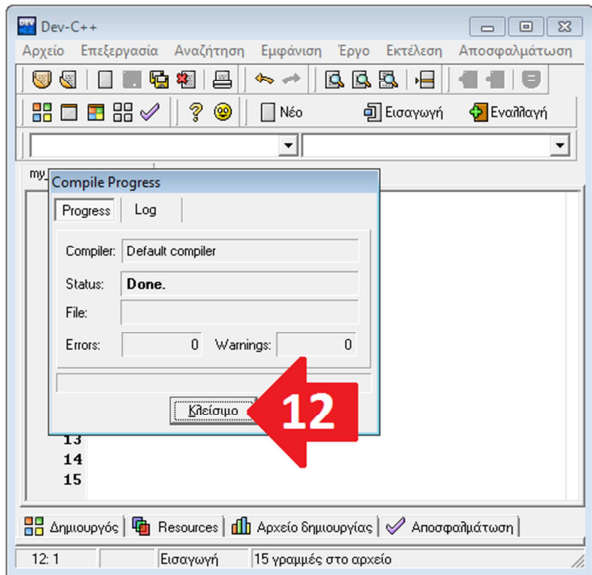 Dev-C++
Αρχείο Επεξεργασία Αναζήτηση Εμφάνιση Έργο Εκτέλεση Αποσφαλμάτωση
Νέο Εισαγωγή Εναλλαγή
my_
Compile Progress
Progress Log
Compiler: Default compiler
Status: Done.
File:
Errors: 0 Warnings: 0
Κλείσιμο 12
13
14
15
Δημιουργός Resources Αρχείο δημιουργίας Αποσφαλμάτωση
12: 1 Εισαγωγή 15 γραμμές στο αρχείο